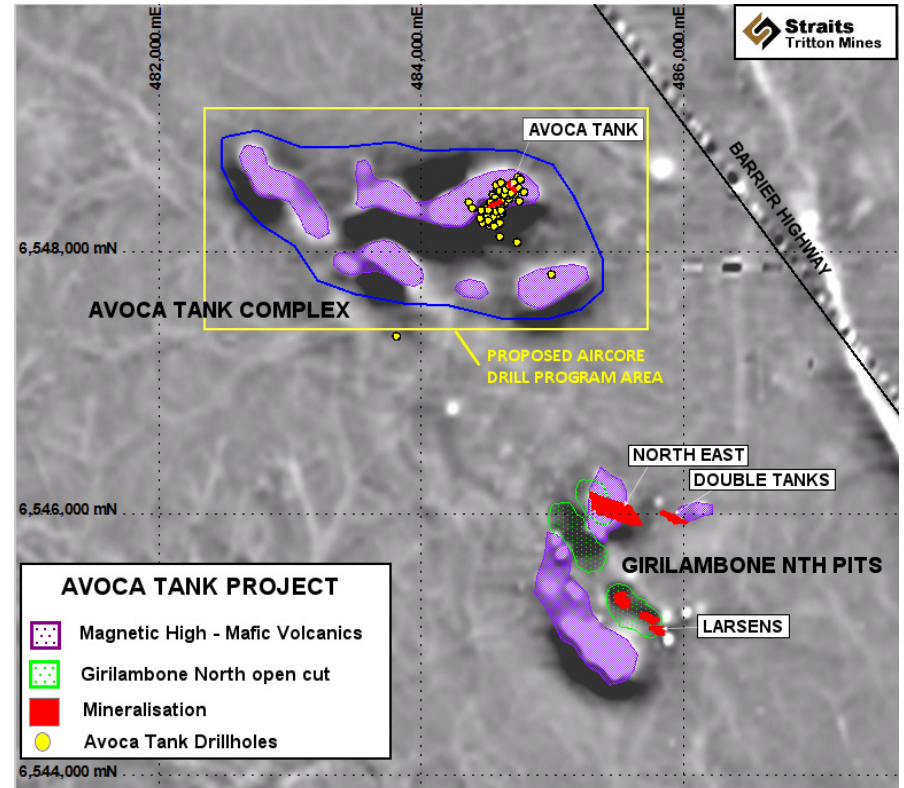 482,000 mE
484,000 mE
486,000 mE
Straits
Tritton Mines
AVOCA TANK
BARRIER HIGHWAY
6,548,000 mN
AVOCA TANK COMPLEX
PROPOSED AIRCORE
DRILL PROGRAM AREA
NORTH EAST
DOUBLE TANKS
6,546,000 mN
GIRILAMBONE NTH PITS
LARSENS
AVOCA TANK PROJECT
Magnetic High - Mafic Volcanics
Girilambone North open cut
Mineralisation
Avoca Tank Drillholes
6,544,000 mN